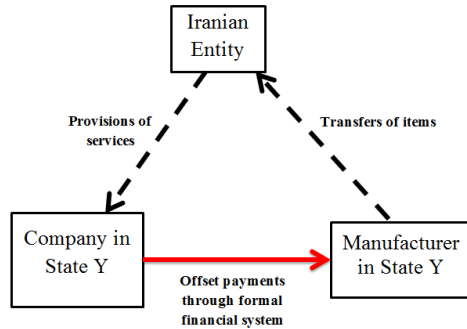 Iranian
Entity
Provisions of
services
Transfers of items
Company in
State Y
Manufacturer
in State Y
Offset payments
through formal
financial system